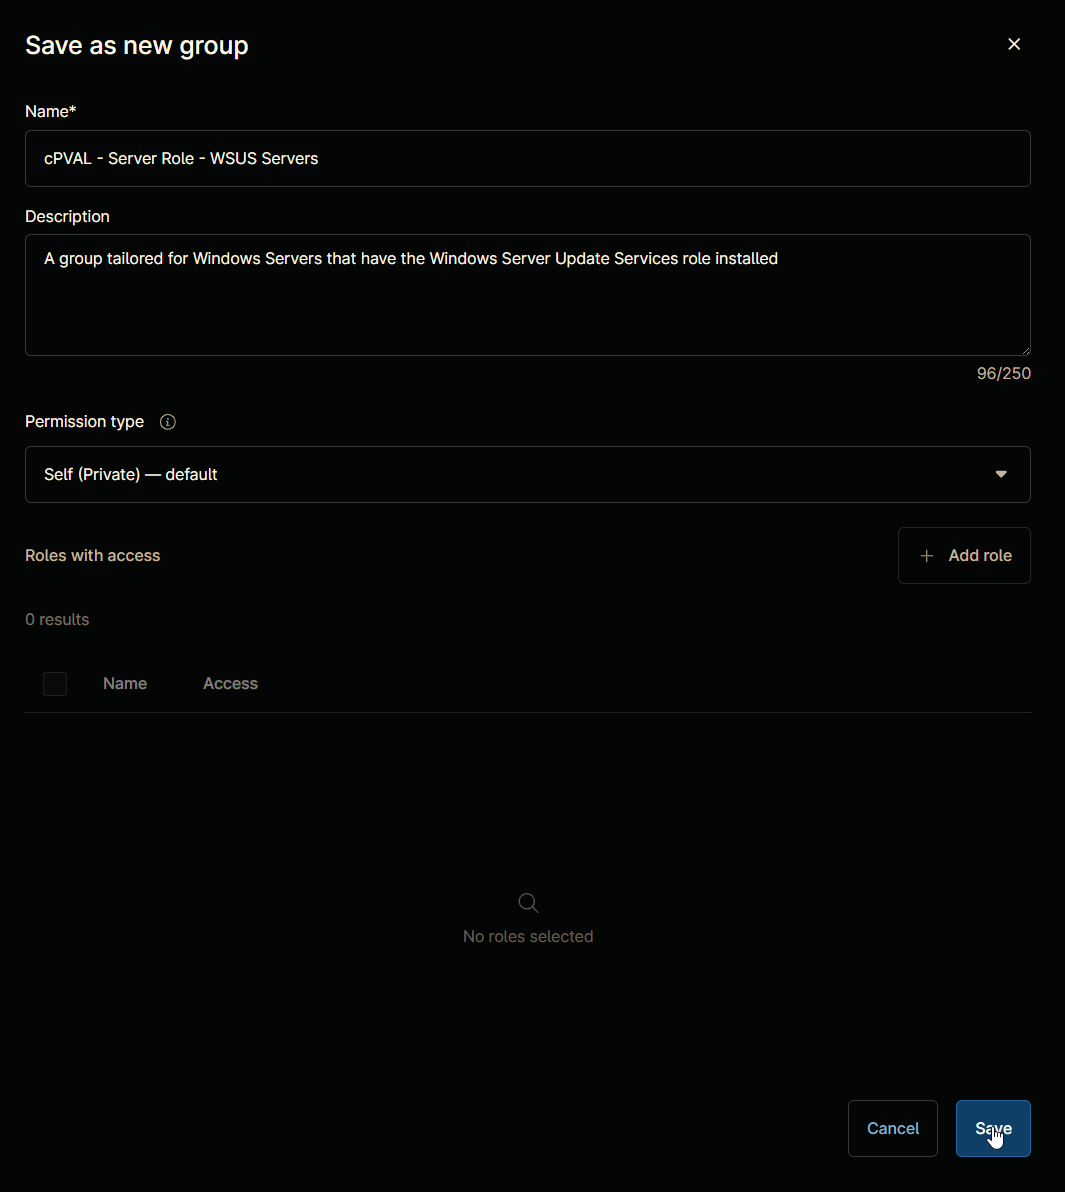 Save as new group
Name*
cPVAL - Server Role - WSUS Servers
Description
A group tailored for Windows Servers that have the Windows Server Update Services role installed
96/250
Permission type
Self (Private) — default
Roles with access
Add role
0 results
Name Access
No roles selected
Cancel Save